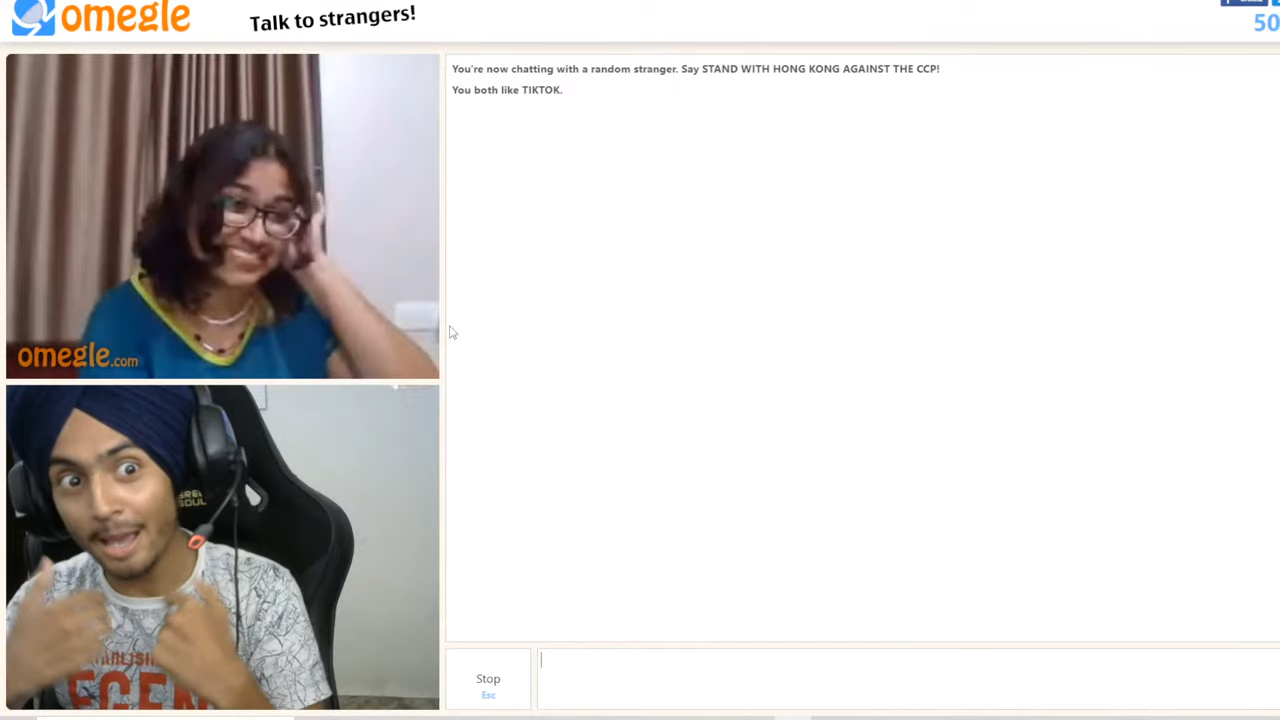 omegle
Talk to strangers!
50
You're now chatting with a random stranger. Say STAND WITH HONG KONG AGAINST THE CCP!
You both like TIKTOK.
omegle.com
SOUL
Stop
Esc